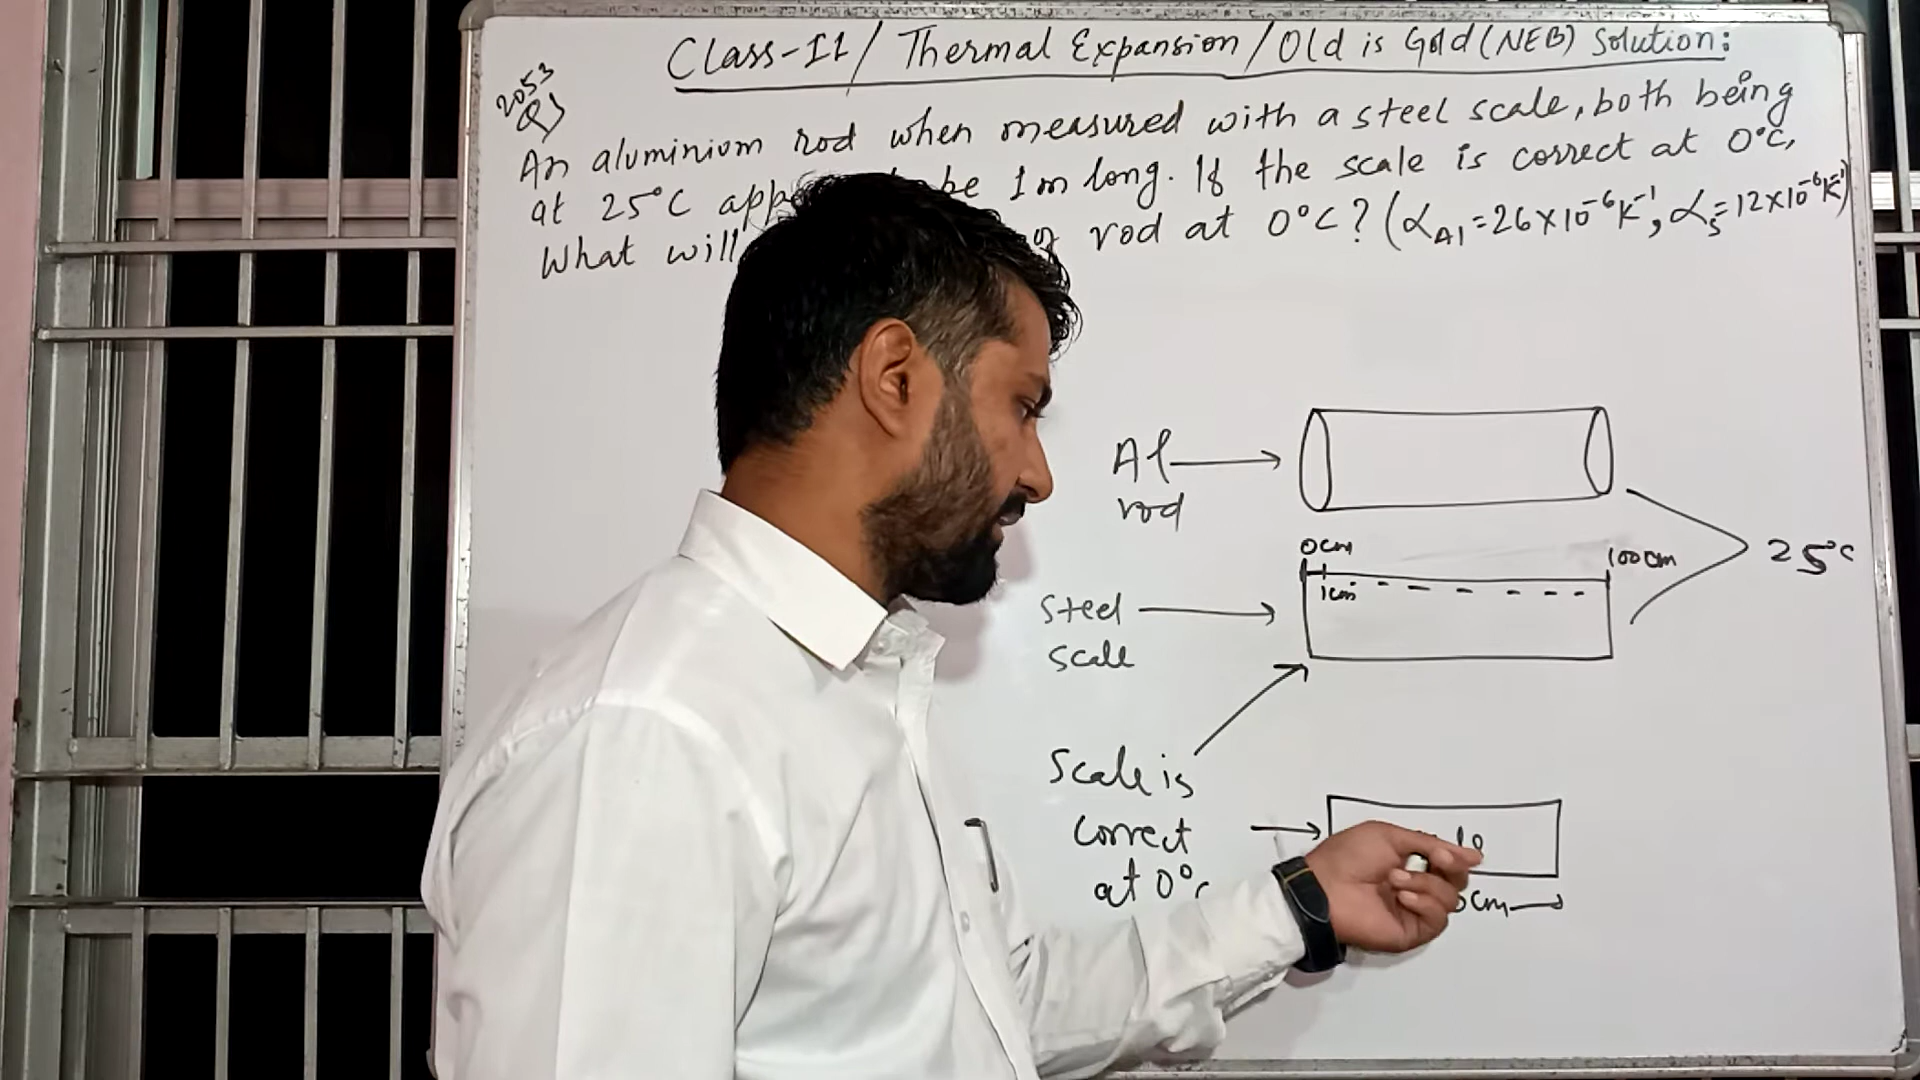 Class-11/Thermal Expansion/Old is Gold (NEB) Solution:
2053
Q)
An aluminium rod when measured with a steel scale, both being
at 25°C be 1m long. If the scale is correct at 0°C,
What will rod at 0°C? (αAl=26×10⁻⁶K⁻¹, αs=12×10⁻⁶K⁻¹)
Al
rod
0cm
100cm
25°C
1cm
Steel
scale
Scale is
correct
at 0°C
cm